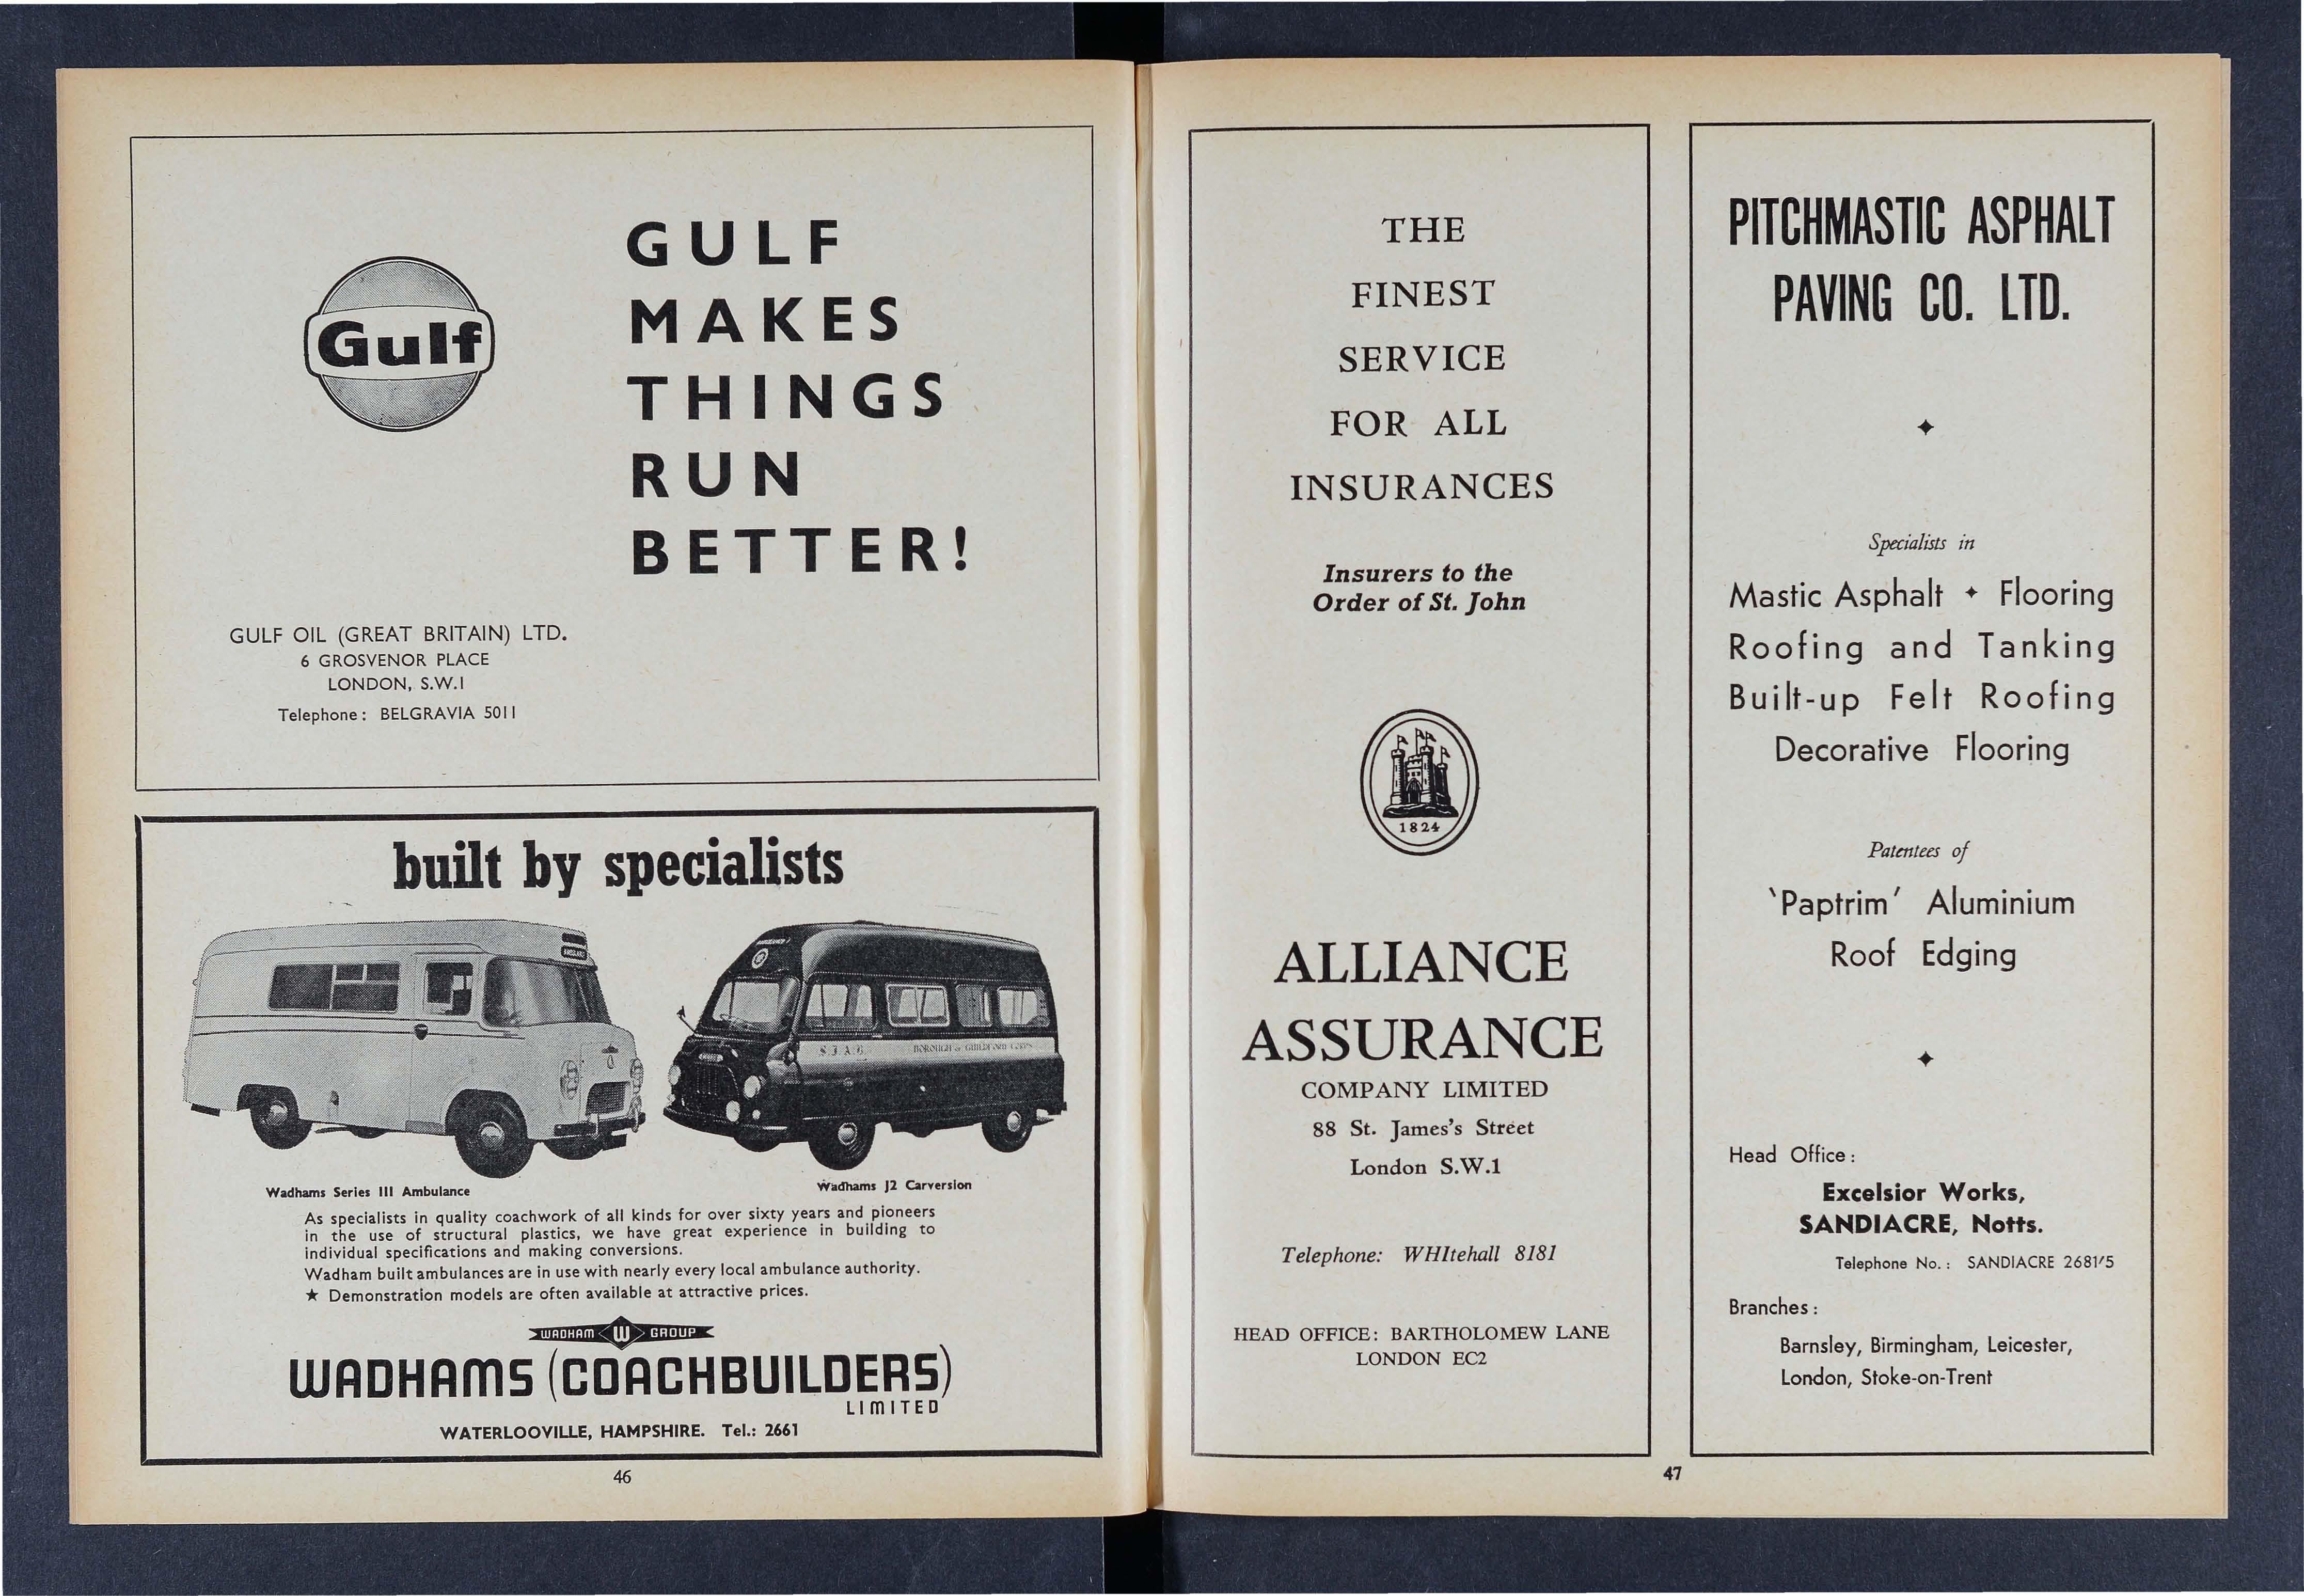 Gulf
GULF
MAKES
THINGS
RUN
BETTER!
GULF OIL (GREAT BRITAIN) LTD.
6 GROSVENOR PLACE
LONDON, S.W.1
Telephone: BELGRAVIA 5011
built by specialists
AMBULANCE
S.J.A.B.
BOROUGH of GUILDFORD CORPS
Wadhams Series III Ambulance
Wadhams J2 Carversion
As specialists in quality coachwork of all kinds for over sixty years and pioneers
in the use of structural plastics, we have great experience in building to
individual specifications and making conversions.
Wadham built ambulances are in use with nearly every local ambulance authority.
★ Demonstration models are often available at attractive prices.
WADHAM W GROUP
WADHAMS (COACHBUILDERS)
LIMITED
WATERLOOVILLE, HAMPSHIRE. Tel.: 2661
46
THE
FINEST
SERVICE
FOR ALL
INSURANCES
Insurers to the
Order of St. John
1824
ALLIANCE
ASSURANCE
COMPANY LIMITED
88 St. James's Street
London S.W.1
Telephone: WHItehall 8181
HEAD OFFICE: BARTHOLOMEW LANE
LONDON EC2
PITCHMASTIC ASPHALT
PAVING CO. LTD.
Specialists in
Mastic Asphalt ✦ Flooring
Roofing and Tanking
Built-up Felt Roofing
Decorative Flooring
Patentees of
'Paptrim' Aluminium
Roof Edging
Head Office:
Excelsior Works,
SANDIACRE, Notts.
Telephone No.: SANDIACRE 2681/5
Branches:
Barnsley, Birmingham, Leicester,
London, Stoke-on-Trent
47